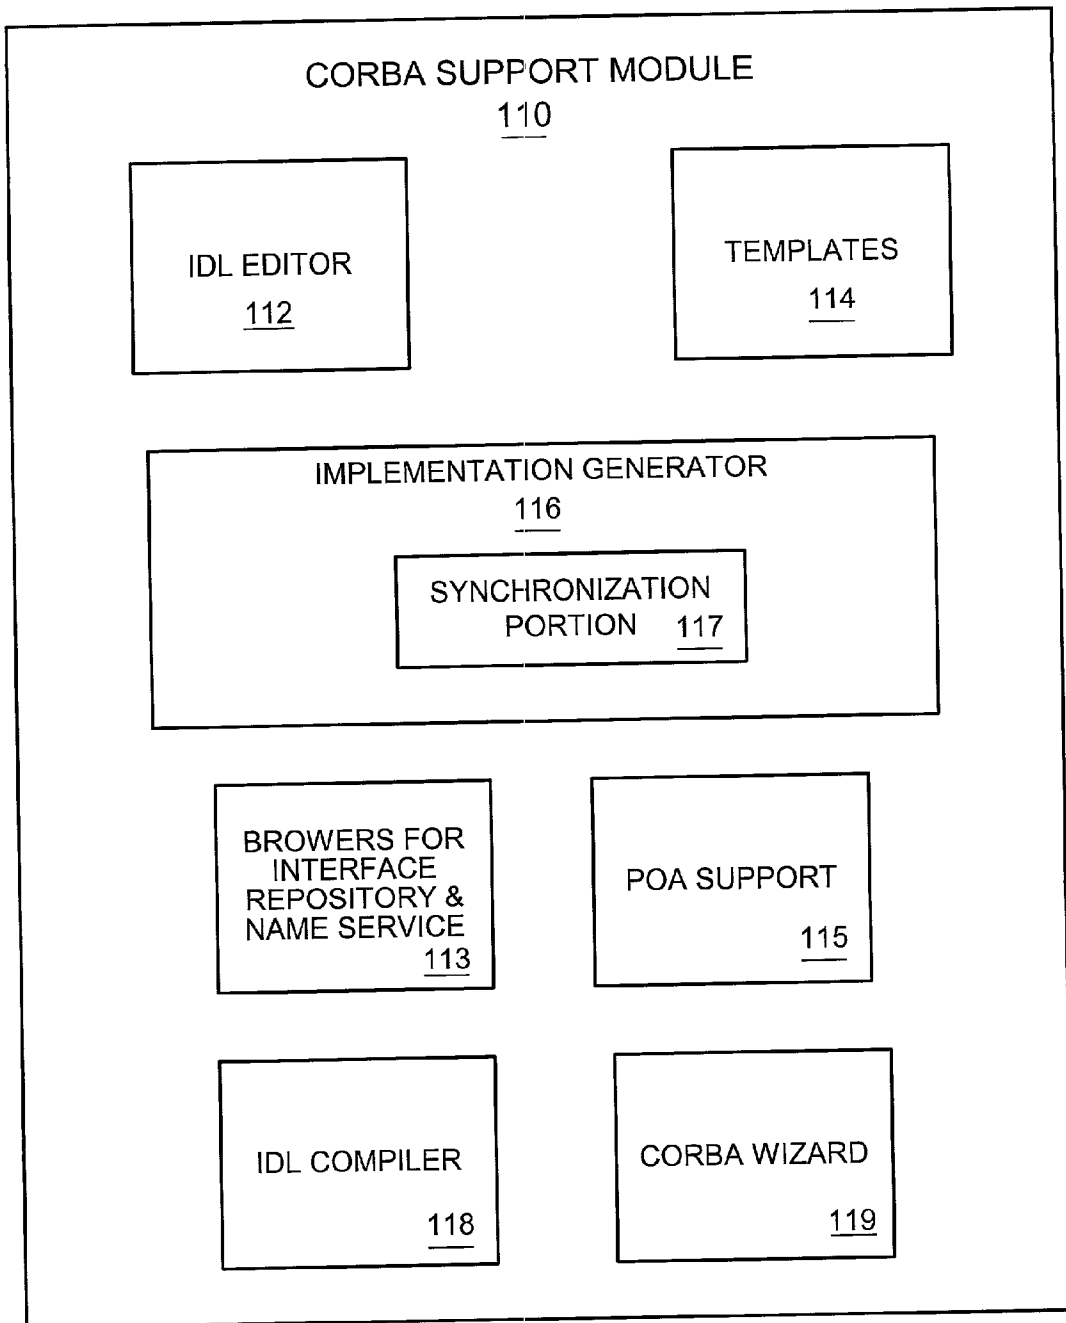 CORBA SUPPORT MODULE
110
IDL EDITOR
112
TEMPLATES
114
IMPLEMENTATION GENERATOR
116
SYNCHRONIZATION
PORTION 117
BROWERS FOR
INTERFACE
REPOSITORY &
NAME SERVICE
113
POA SUPPORT
115
IDL COMPILER
118
CORBA WIZARD
119